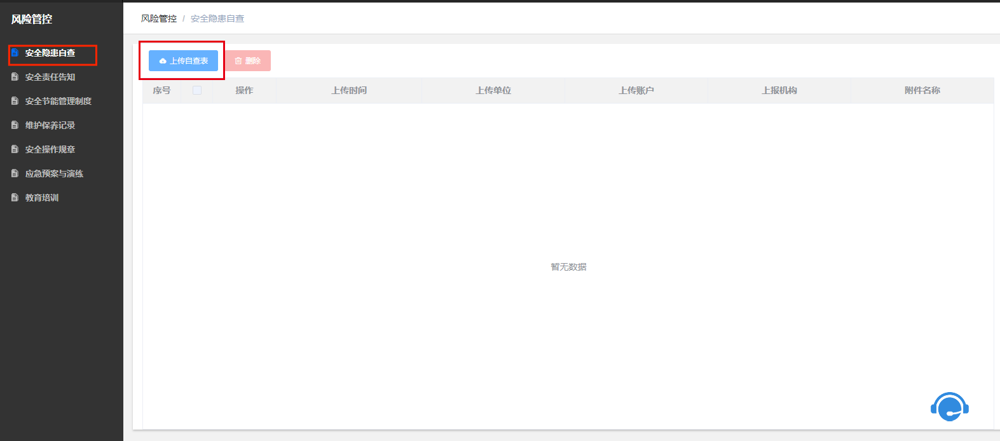 风险管控
安全隐患自查
安全责任告知
安全节能管理制度
维护保养记录
安全操作规章
应急预案与演练
教育培训
风险管控 / 安全隐患自查
上传自查表 删除
序号 操作 上传时间 上传单位 上传账户 上报机构 附件名称
暂无数据